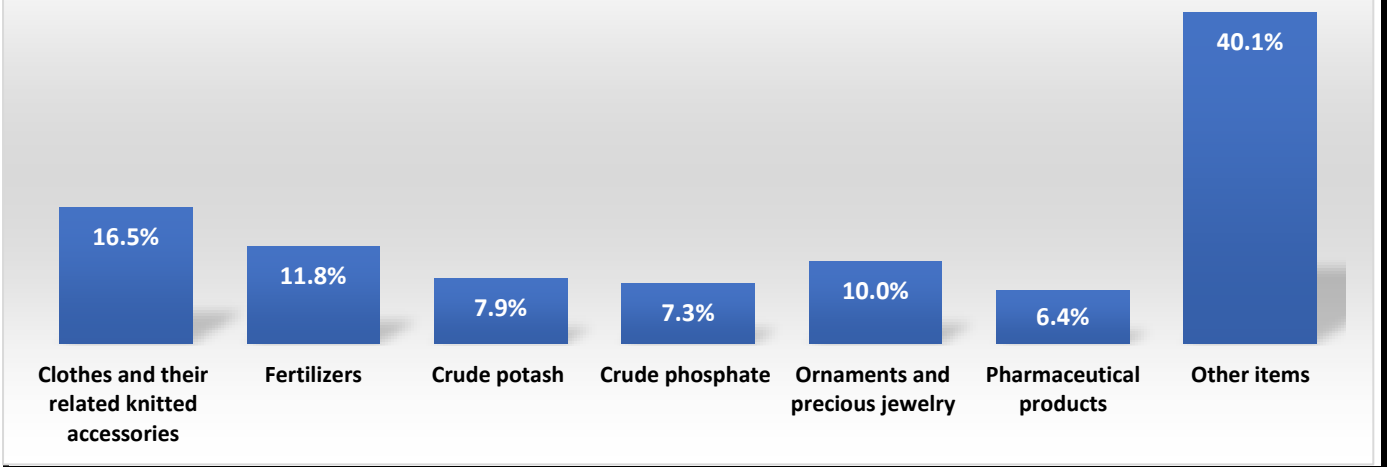 40.1%
16.5%
11.8%
7.9%
7.3%
10.0%
6.4%
Clothes and their
related knitted
accessories
Fertilizers
Crude potash
Crude phosphate
Ornaments and
precious jewelry
Pharmaceutical
products
Other items